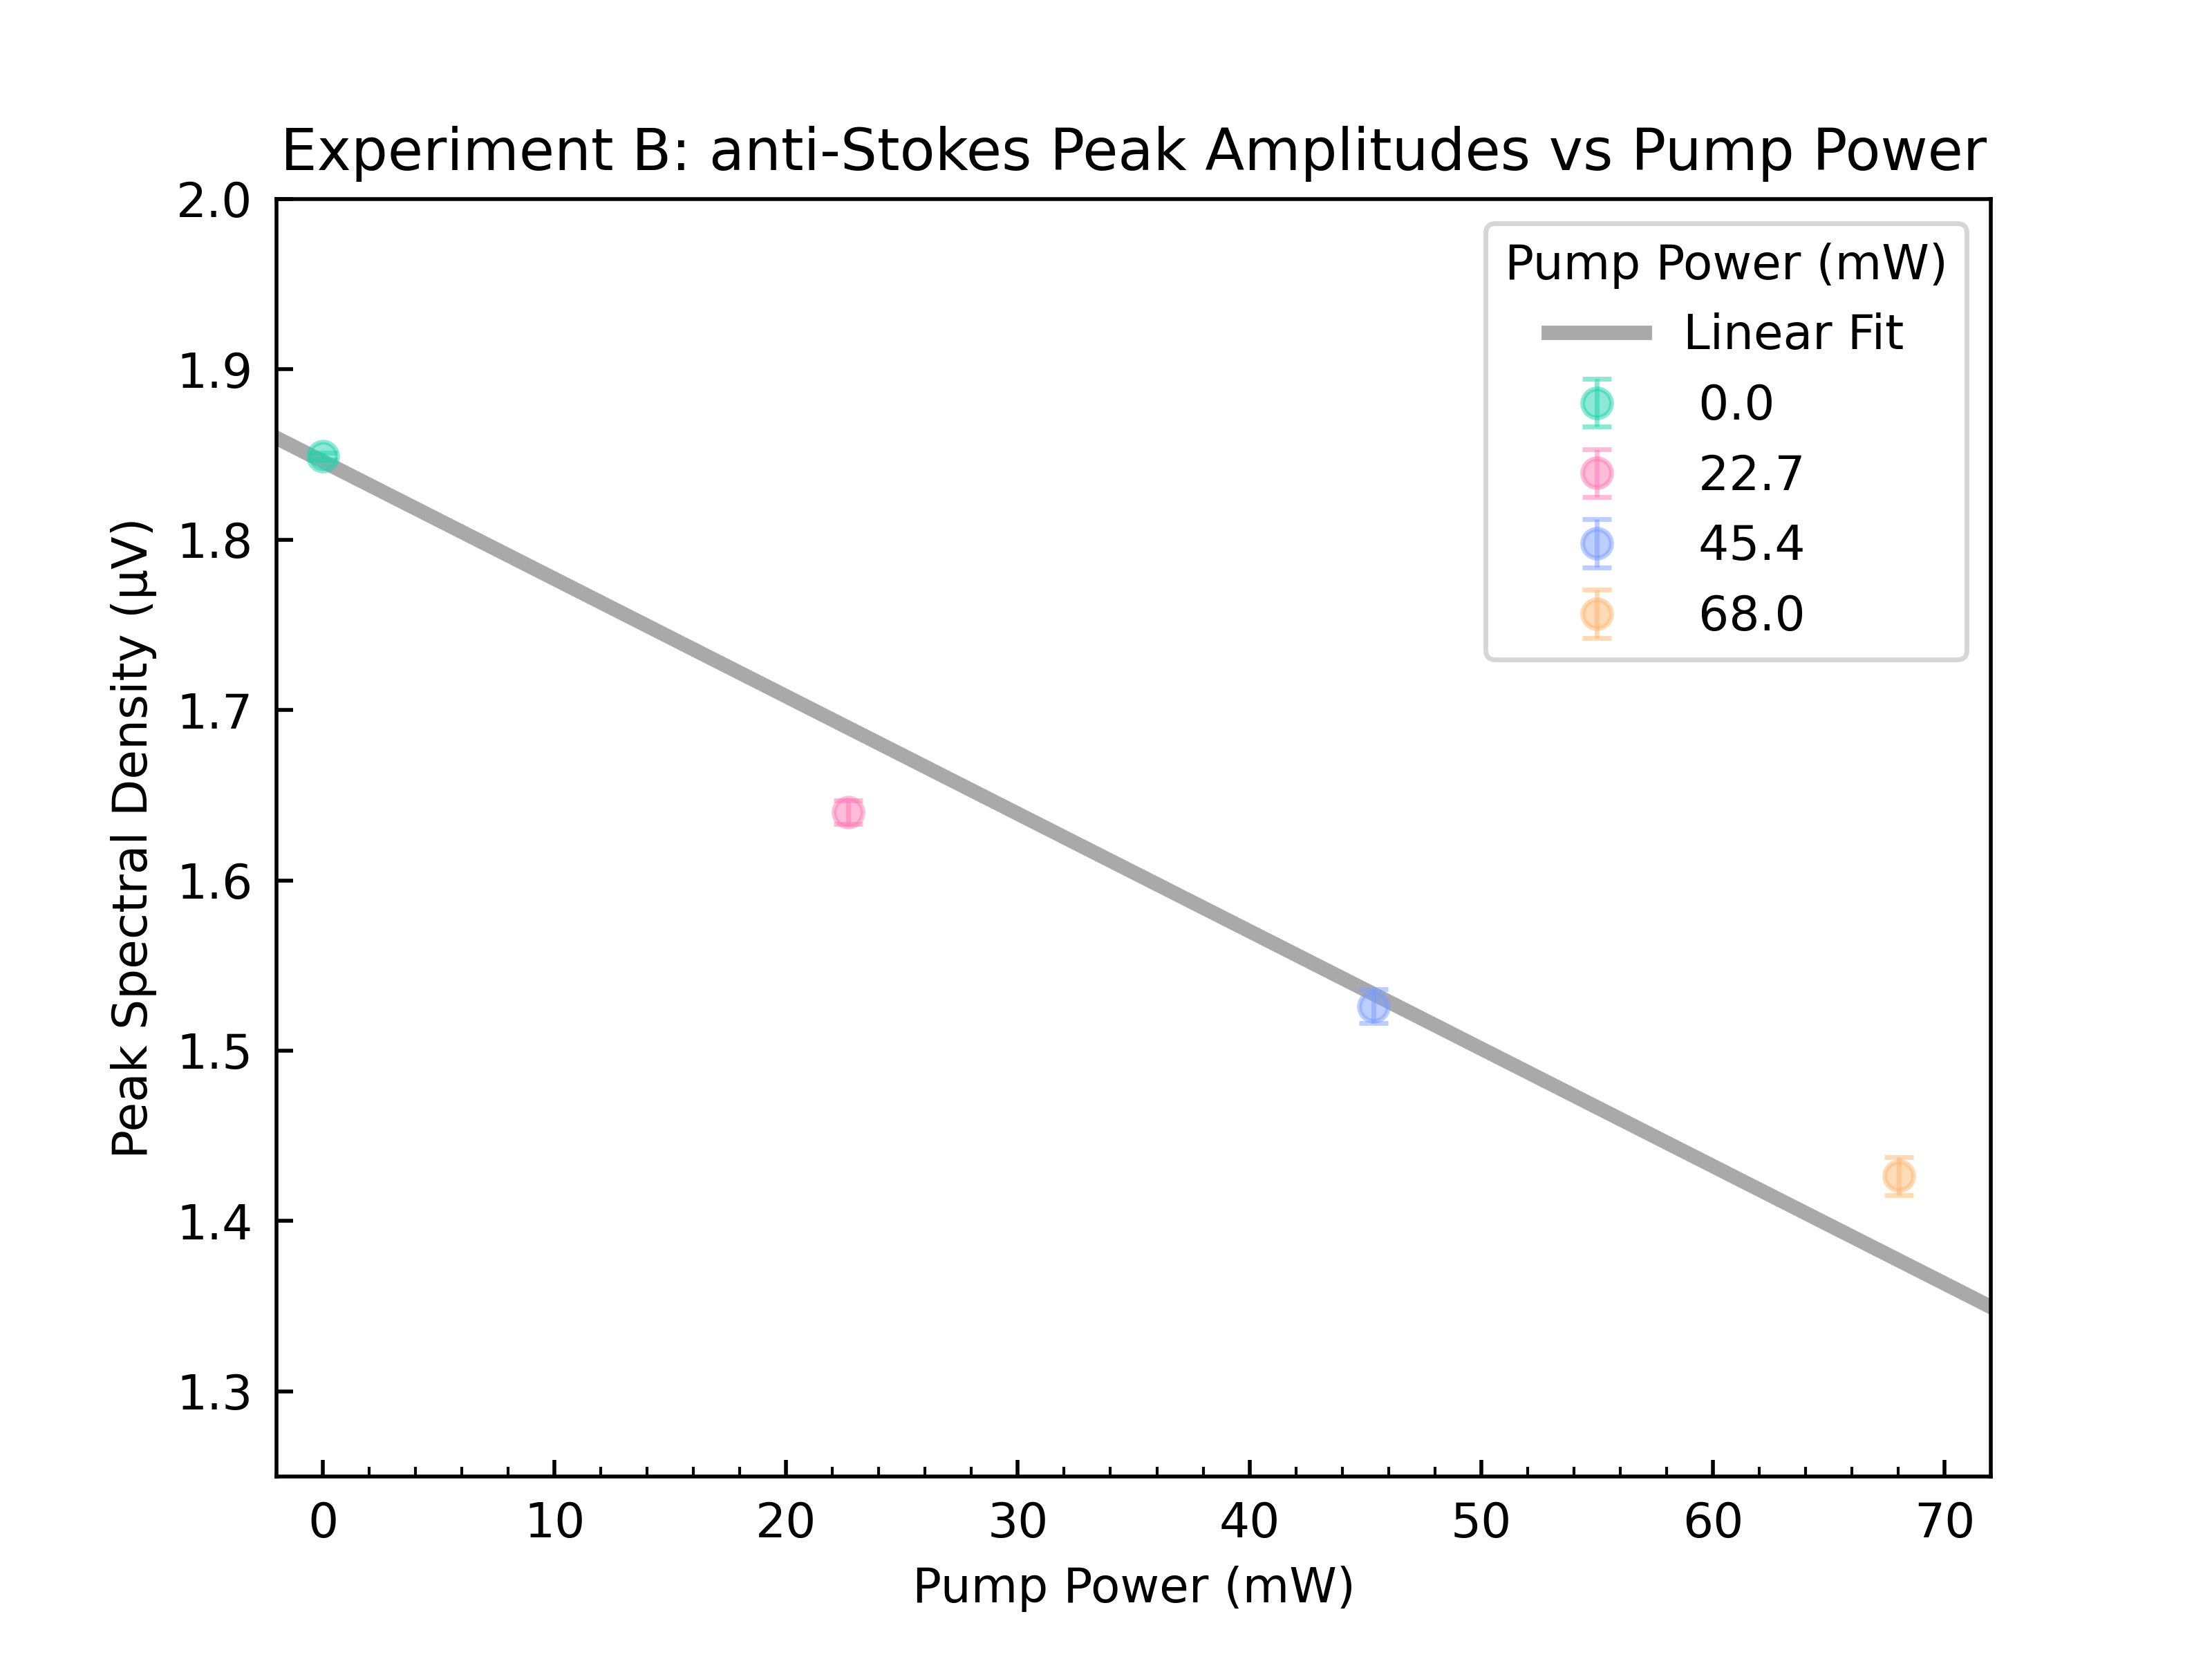 Experiment B: anti-Stokes Peak Amplitudes vs Pump Power
2.0
1.9
1.8
1.7
1.6
1.5
1.4
1.3
Peak Spectral Density (µV)
Pump Power (mW)
Linear Fit
0.0
22.7
45.4
68.0
0 10 20 30 40 50 60 70
Pump Power (mW)